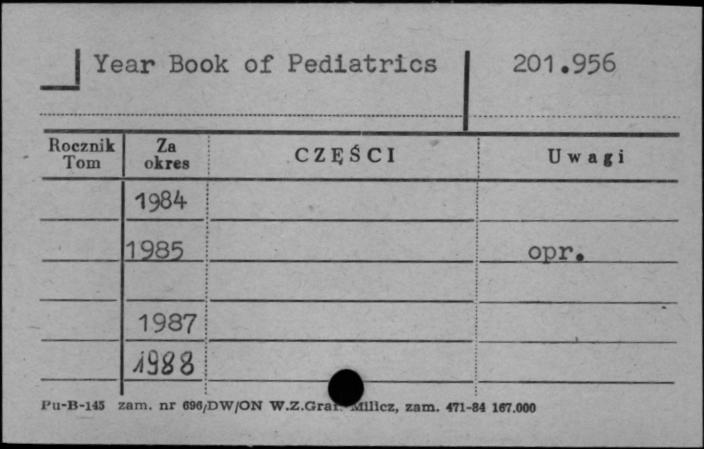 Year Book of Pediatrics 201.956
Rocznik Tom Za okres CZĘŚCI Uwagi
1984
1985 opr.
1987
1988
Pu-B-145 zam. nr 696/DW/ON W.Z.Graf. Milicz, zam. 471-84 167.000